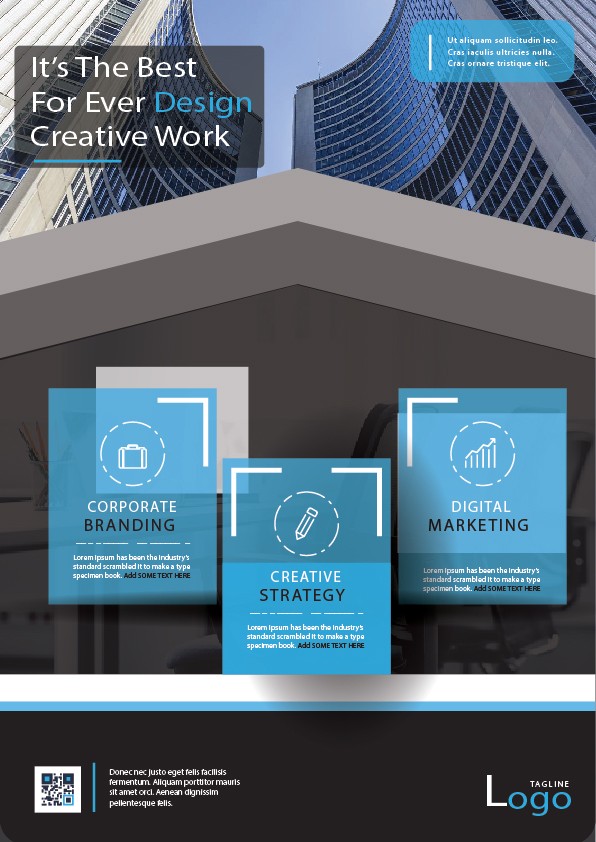 It's The Best
For Ever Design
Creative Work
Ut aliquam sollicitudin leo.
Cras iaculis ultricies nulla.
Cras ornare tristique elit.
CORPORATE
BRANDING
Lorem Ipsum has been the industry's
standard scrambled it to make a type
specimen book. Add SOME TEXT HERE
CREATIVE
STRATEGY
Lorem Ipsum has been the industry's
standard scrambled it to make a type
specimen book. Add SOME TEXT HERE
DIGITAL
MARKETING
Lorem Ipsum has been the industry's
standard scrambled it to make a type
specimen book. Add SOME TEXT HERE
Donec nec justo eget felis facilisis
fermentum. Aliquam porttitor mauris
sit amet orci. Aenean dignissim
pellentesque felis.
TAGLINE
Logo